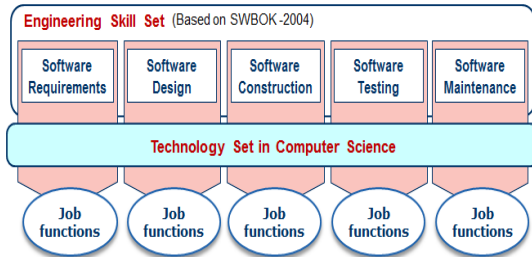 Engineering Skill Set (Based on SWBOK -2004)
Software
Requirements
Software
Design
Software
Construction
Software
Testing
Software
Maintenance
Technology Set in Computer Science
Job
functions
Job
functions
Job
functions
Job
functions
Job
functions